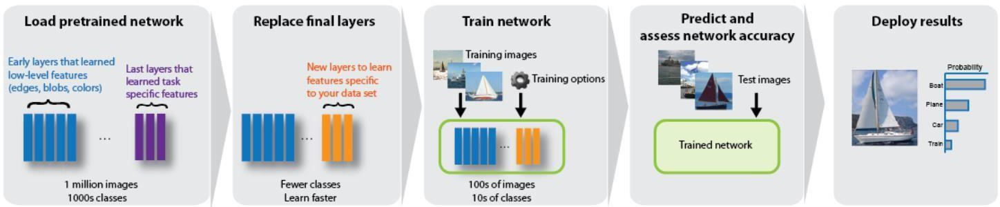 Load pretrained network
Early layers that learned
low-level features
(edges, blobs, colors)
Last layers that
learned task
specific features
...
1 million images
1000s classes
Replace final layers
New layers to learn
features specific
to your data set
...
Fewer classes
Learn faster
Train network
Training images
Training options
...
100s of images
10s of classes
Predict and
assess network accuracy
Test images
Trained network
Deploy results
Probability
Boat
Plane
Car
Train